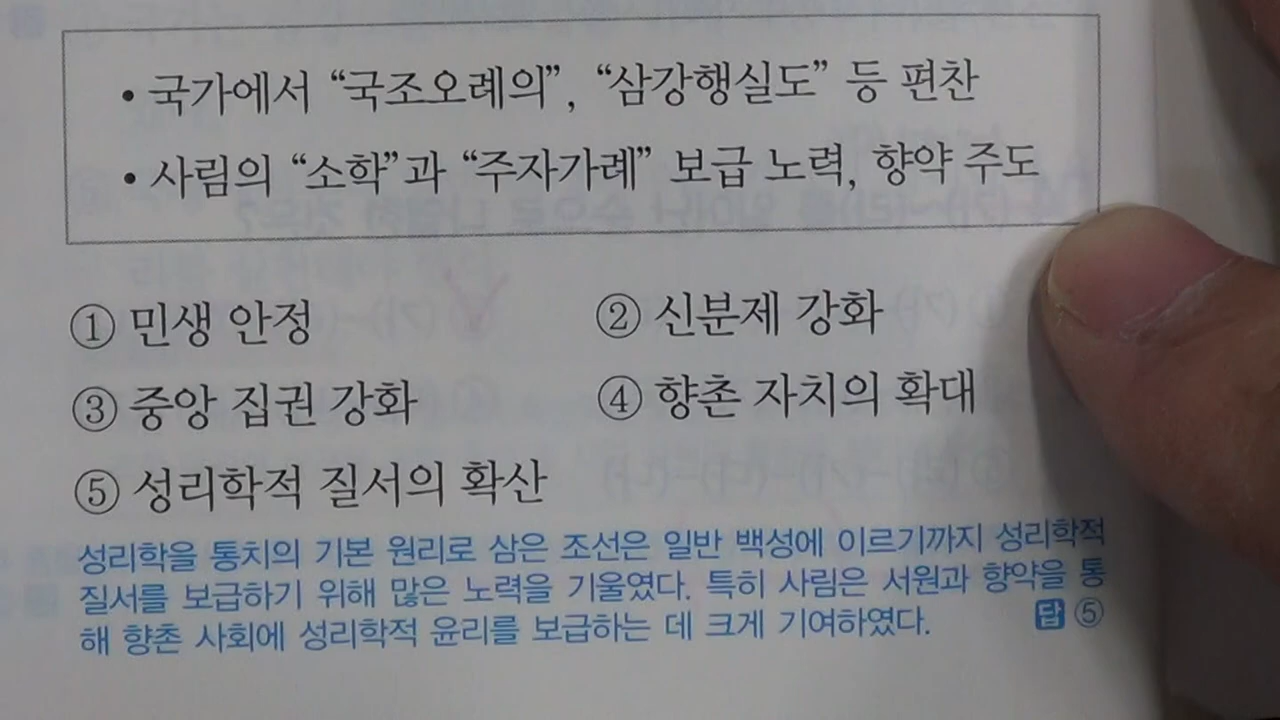 • 국가에서 “국조오례의”, “삼강행실도” 등 편찬
• 사림의 “소학”과 “주자가례” 보급 노력, 향약 주도
① 민생 안정 ② 신분제 강화
③ 중앙 집권 강화 ④ 향촌 자치의 확대
⑤ 성리학적 질서의 확산
성리학을 통치의 기본 원리로 삼은 조선은 일반 백성에 이르기까지 성리학적
질서를 보급하기 위해 많은 노력을 기울였다. 특히 사림은 서원과 향약을 통
해 향촌 사회에 성리학적 윤리를 보급하는 데 크게 기여하였다. 답 ⑤